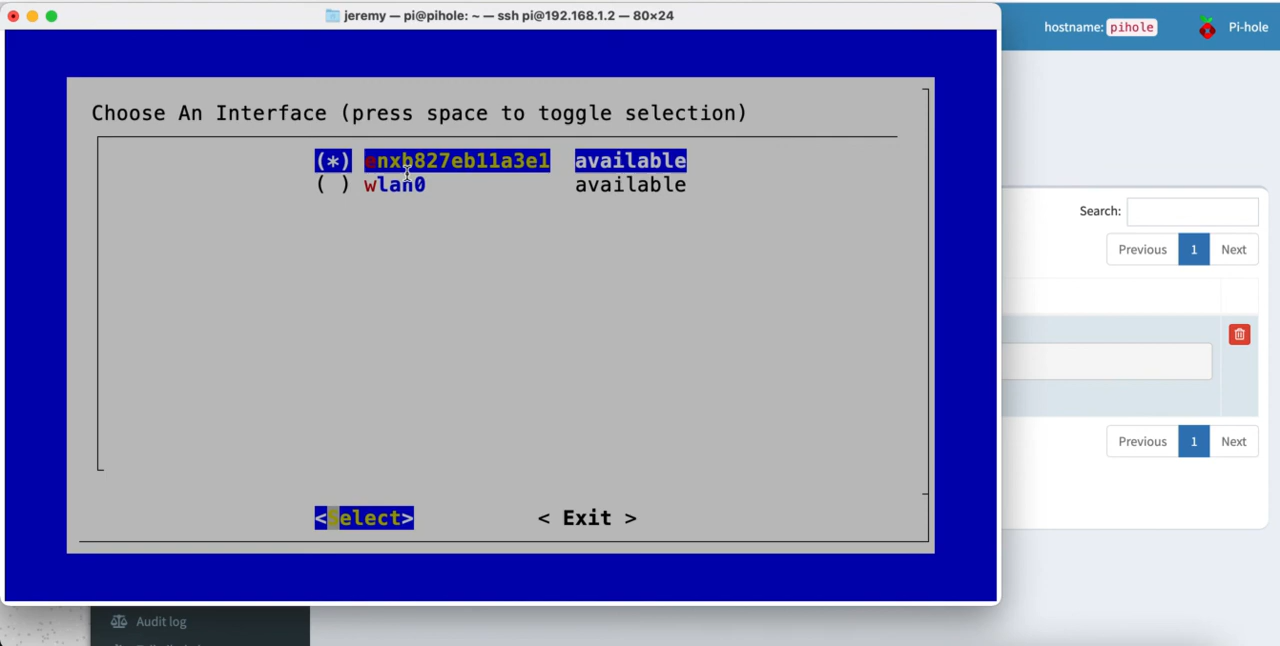 jeremy — pi@pihole: ~ — ssh pi@192.168.1.2 — 80×24
hostname: pihole Pi-hole
Choose An Interface (press space to toggle selection)
(*) enxb827eb11a3e1 available
( ) wlan0 available
Search:
Previous 1 Next
Previous 1 Next
<Select> < Exit >
Audit log